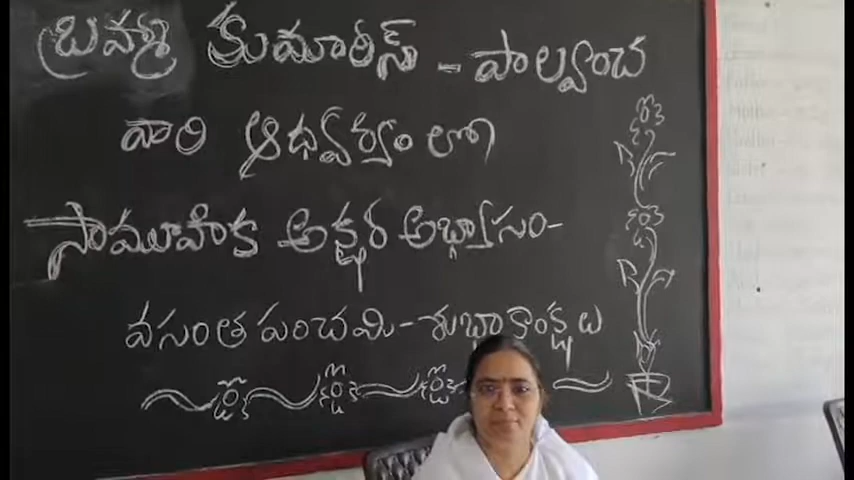 బ్రహ్మ కుమారీస్ - పాల్వంచ
వారి ఆధ్వర్యం లో
సామూహిక అక్షర అభ్యాసం-
వసంత పంచమి - శుభాకాంక్షలు